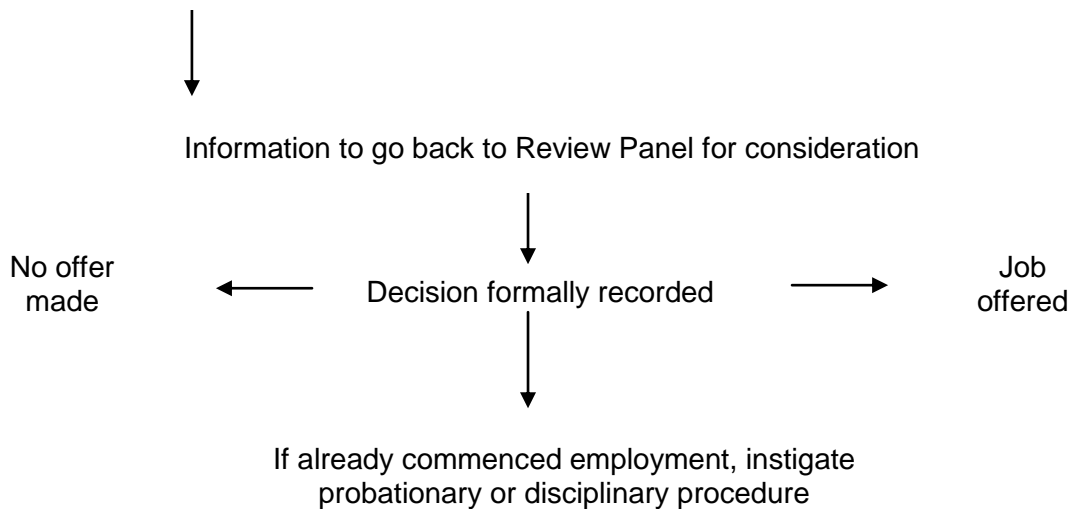 Information to go back to Review Panel for consideration
No offer
made
Decision formally recorded
Job
offered
If already commenced employment, instigate
probationary or disciplinary procedure